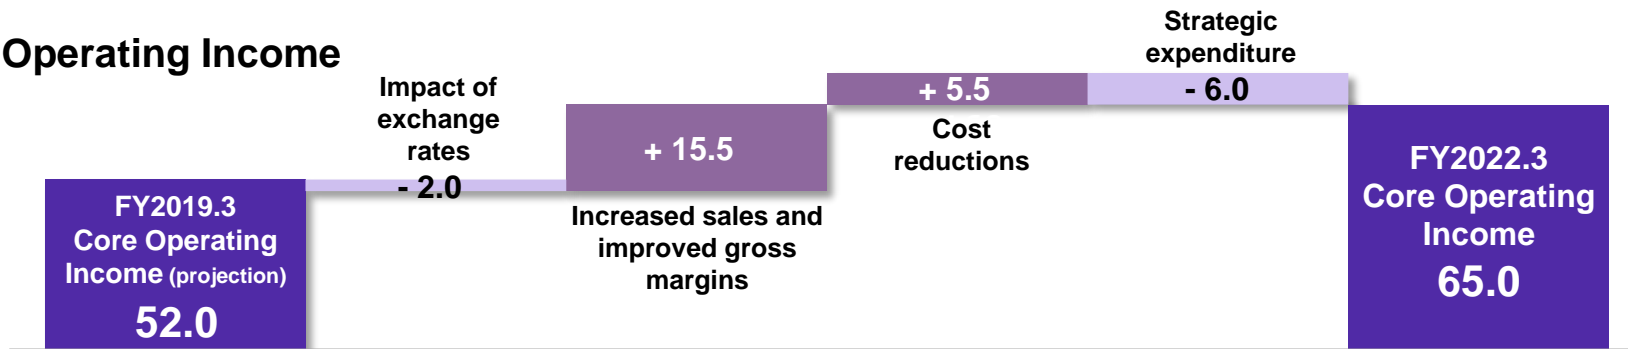 Operating Income
FY2019.3
Core Operating
Income (projection)
52.0
Impact of
exchange
rates
- 2.0
+ 15.5
Increased sales and
improved gross
margins
+ 5.5
Cost
reductions
Strategic
expenditure
- 6.0
FY2022.3
Core Operating
Income
65.0